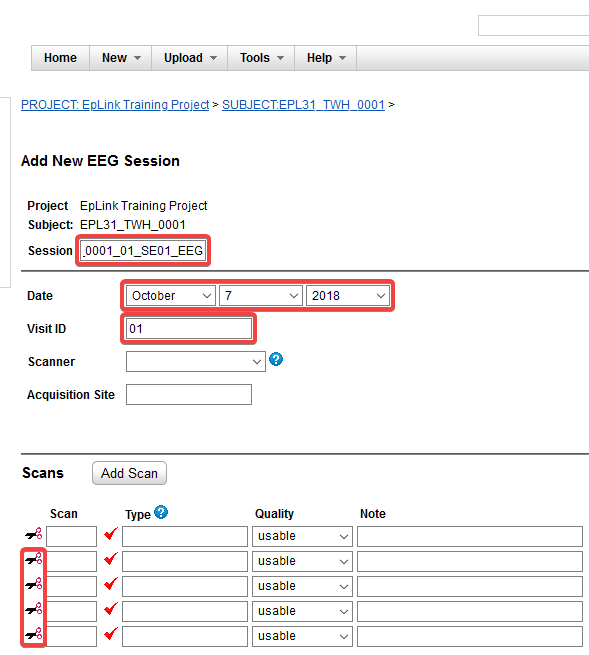 Home New Upload Tools Help
PROJECT: EpLink Training Project > SUBJECT:EPL31_TWH_0001 >
Add New EEG Session
Project EpLink Training Project
Subject: EPL31_TWH_0001
Session _0001_01_SE01_EEG
Date October 7 2018
Visit ID 01
Scanner ?
Acquisition Site
Scans Add Scan
Scan Type ? Quality Note
usable
usable
usable
usable
usable